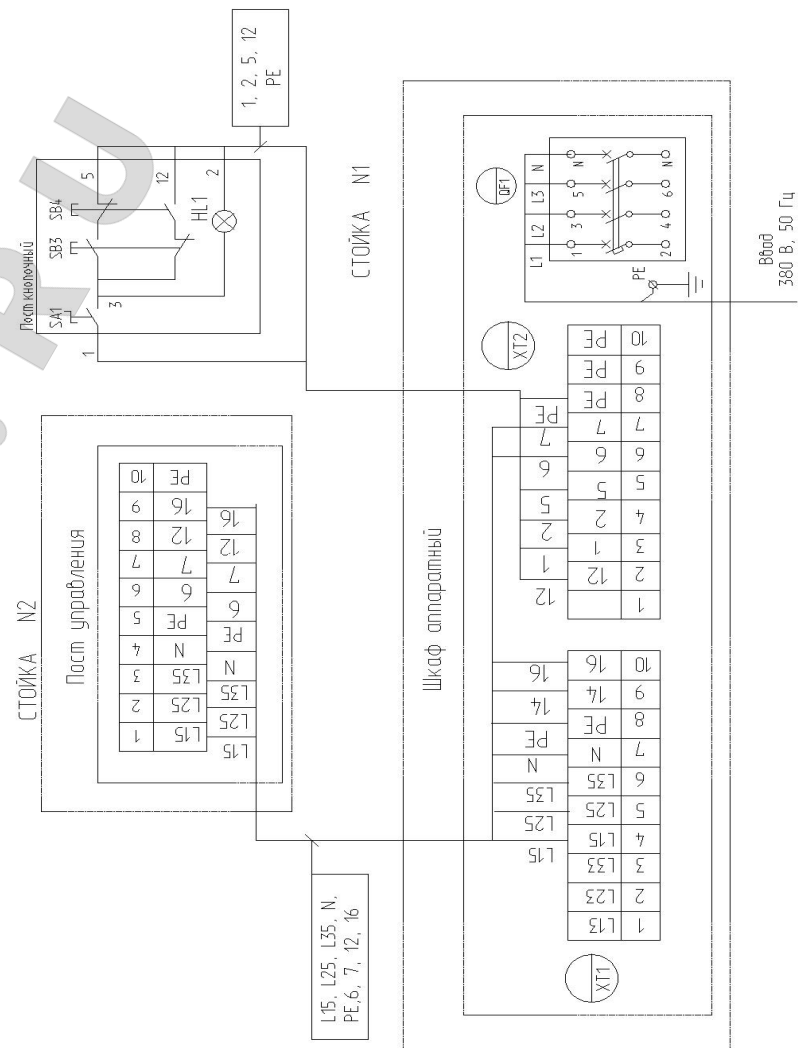 СТОЙКА N2
Пост управления
1 2 3 4 5 6 7 8 9 10
L15 L25 L35 N PE 6 7 12 16 PE
L15 L25 L35 N PE 6 7 12 16
L15, L25, L35, N,
PE,6, 7, 12, 16
Пост кнопочный
SA1 SB3 SB4
1
3
5
12
HL1
2
1, 2, 5, 12
PE
СТОЙКА N1
Шкаф аппаратный
L15 L25 L35 N PE 14 16
L13 L23 L33 L15 L25 L35 N PE 14 16
1 2 3 4 5 6 7 8 9 10
XT1
12 1 2 5 6 7 PE
12 1 2 5 6 7 PE PE PE
1 2 3 4 5 6 7 8 9 10
XT2
QF1
L1 L2 L3 N
1 3 5 N
2 4 6 N
PE
Ввод
380 В, 50 Гц
RU